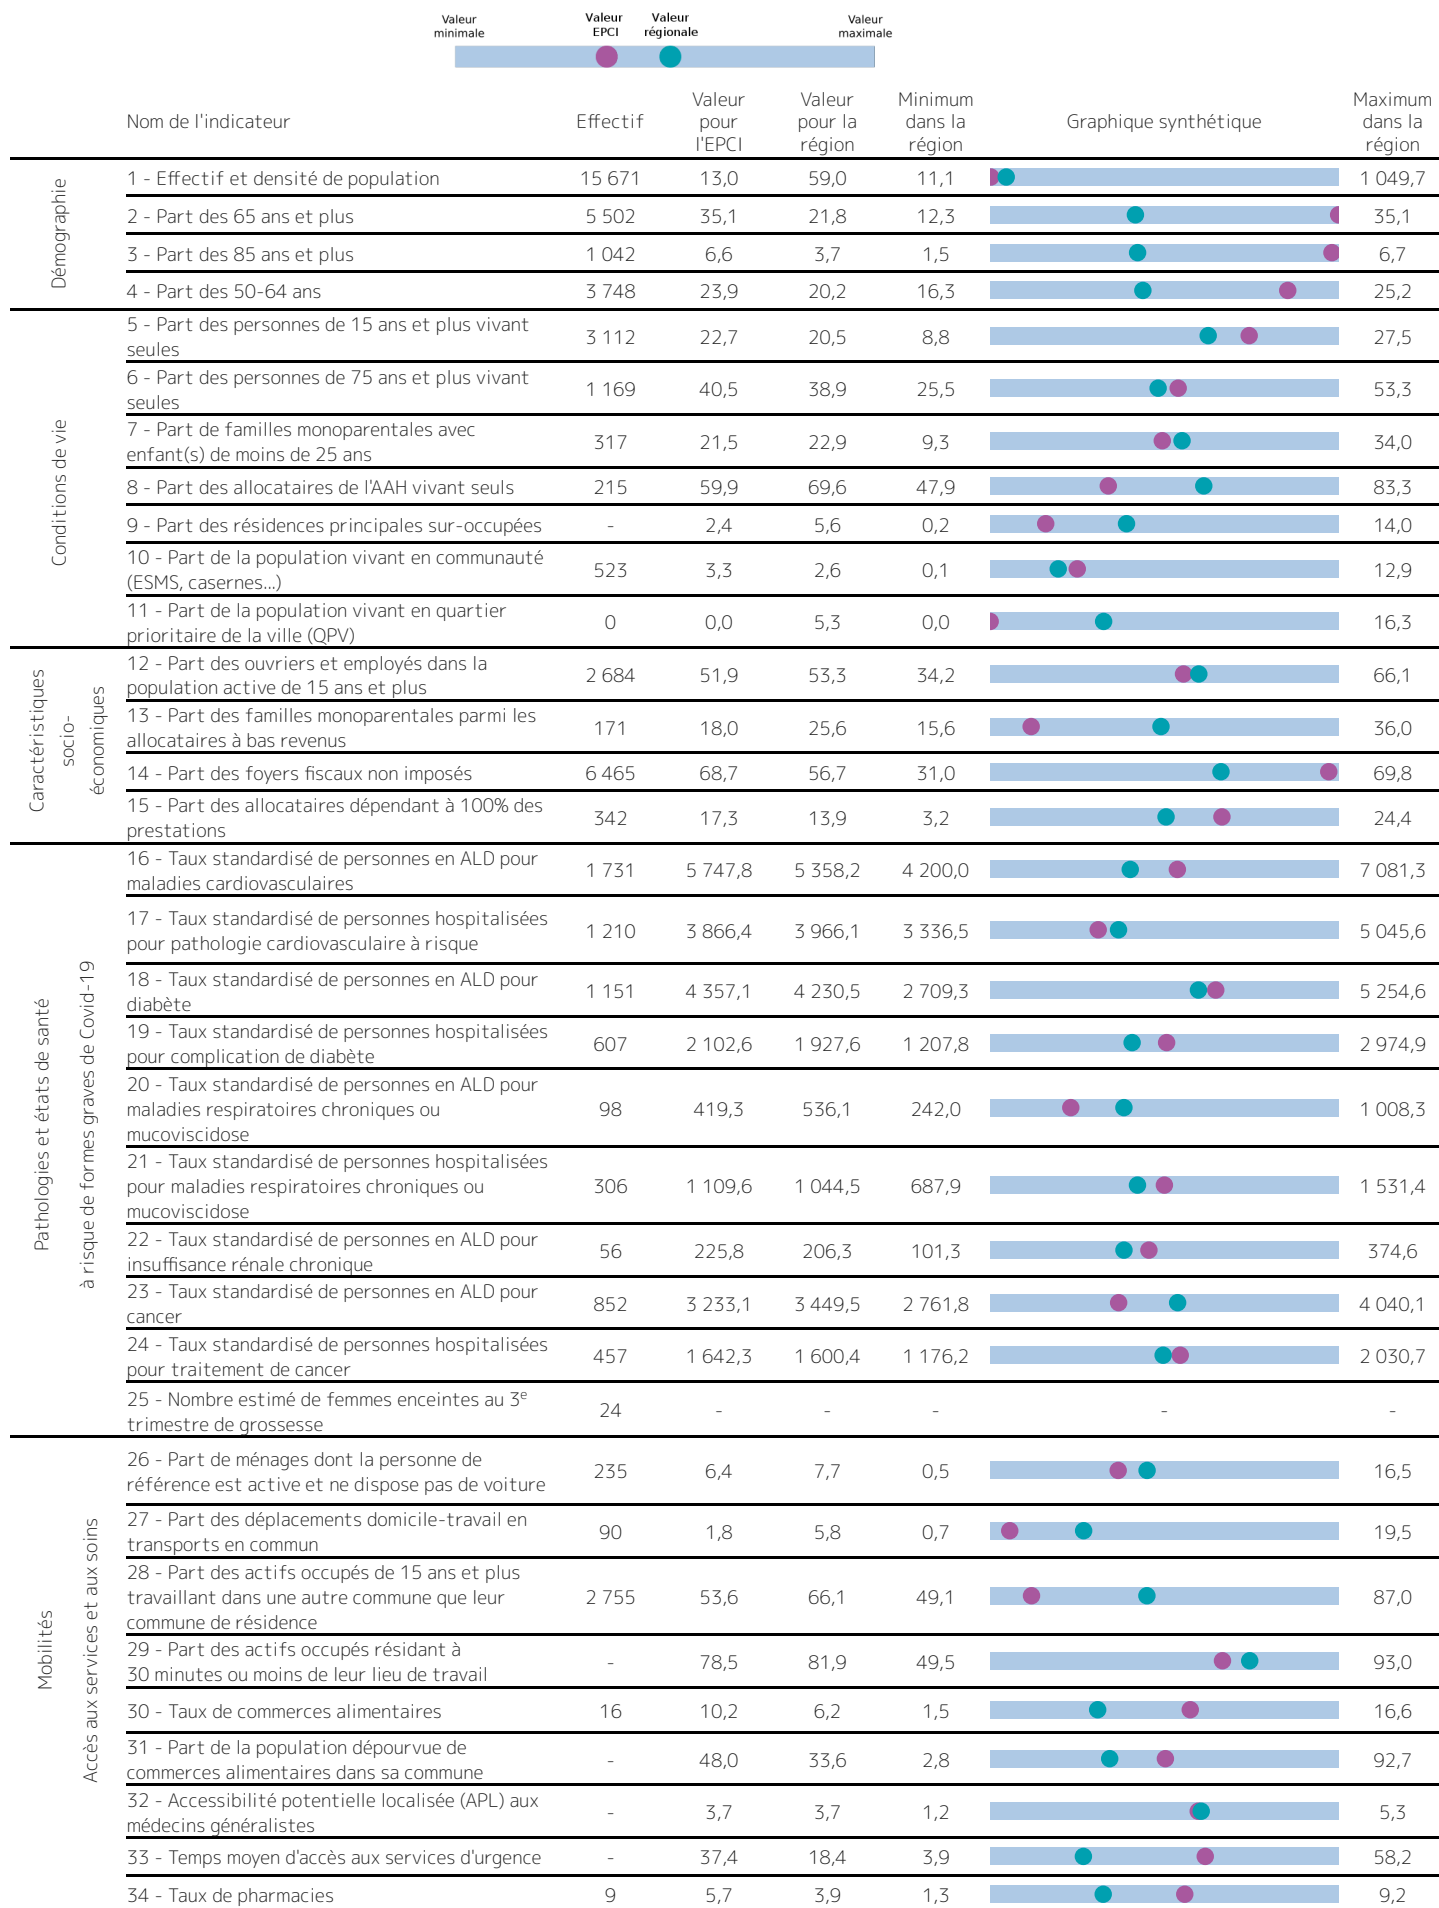 Valeur
minimale
Valeur
EPCI
Valeur
régionale
Valeur
maximale
Nom de l'indicateur
Effectif
Valeur
pour
l'EPCI
Valeur
pour la
région
Minimum
dans la
région
Graphique synthétique
Maximum
dans la
région
Démographie
1 - Effectif et densité de population 15 671 13,0 59,0 11,1 1 049,7
2 - Part des 65 ans et plus 5 502 35,1 21,8 12,3 35,1
3 - Part des 85 ans et plus 1 042 6,6 3,7 1,5 6,7
4 - Part des 50-64 ans 3 748 23,9 20,2 16,3 25,2
Conditions de vie
5 - Part des personnes de 15 ans et plus vivant
seules
3 112 22,7 20,5 8,8 27,5
6 - Part des personnes de 75 ans et plus vivant
seules
1 169 40,5 38,9 25,5 53,3
7 - Part de familles monoparentales avec
enfant(s) de moins de 25 ans
317 21,5 22,9 9,3 34,0
8 - Part des allocataires de l'AAH vivant seuls 215 59,9 69,6 47,9 83,3
9 - Part des résidences principales sur-occupées - 2,4 5,6 0,2 14,0
10 - Part de la population vivant en communauté
(ESMS, casernes...)
523 3,3 2,6 0,1 12,9
11 - Part de la population vivant en quartier
prioritaire de la ville (QPV)
0 0,0 5,3 0,0 16,3
Caractéristiques
socio-
économiques
12 - Part des ouvriers et employés dans la
population active de 15 ans et plus
2 684 51,9 53,3 34,2 66,1
13 - Part des familles monoparentales parmi les
allocataires à bas revenus
171 18,0 25,6 15,6 36,0
14 - Part des foyers fiscaux non imposés 6 465 68,7 56,7 31,0 69,8
15 - Part des allocataires dépendant à 100% des
prestations
342 17,3 13,9 3,2 24,4
Pathologies et états de santé
à risque de formes graves de Covid-19
16 - Taux standardisé de personnes en ALD pour
maladies cardiovasculaires
1 731 5 747,8 5 358,2 4 200,0 7 081,3
17 - Taux standardisé de personnes hospitalisées
pour pathologie cardiovasculaire à risque
1 210 3 866,4 3 966,1 3 336,5 5 045,6
18 - Taux standardisé de personnes en ALD pour
diabète
1 151 4 357,1 4 230,5 2 709,3 5 254,6
19 - Taux standardisé de personnes hospitalisées
pour complication de diabète
607 2 102,6 1 927,6 1 207,8 2 974,9
20 - Taux standardisé de personnes en ALD pour
maladies respiratoires chroniques ou
mucoviscidose
98 419,3 536,1 242,0 1 008,3
21 - Taux standardisé de personnes hospitalisées
pour maladies respiratoires chroniques ou
mucoviscidose
306 1 109,6 1 044,5 687,9 1 531,4
22 - Taux standardisé de personnes en ALD pour
insuffisance rénale chronique
56 225,8 206,3 101,3 374,6
23 - Taux standardisé de personnes en ALD pour
cancer
852 3 233,1 3 449,5 2 761,8 4 040,1
24 - Taux standardisé de personnes hospitalisées
pour traitement de cancer
457 1 642,3 1 600,4 1 176,2 2 030,7
25 - Nombre estimé de femmes enceintes au 3e
trimestre de grossesse
24 - - - - -
Mobilités
Accès aux services et aux soins
26 - Part de ménages dont la personne de
référence est active et ne dispose pas de voiture
235 6,4 7,7 0,5 16,5
27 - Part des déplacements domicile-travail en
transports en commun
90 1,8 5,8 0,7 19,5
28 - Part des actifs occupés de 15 ans et plus
travaillant dans une autre commune que leur
commune de résidence
2 755 53,6 66,1 49,1 87,0
29 - Part des actifs occupés résidant à
30 minutes ou moins de leur lieu de travail
- 78,5 81,9 49,5 93,0
30 - Taux de commerces alimentaires 16 10,2 6,2 1,5 16,6
31 - Part de la population dépourvue de
commerces alimentaires dans sa commune
- 48,0 33,6 2,8 92,7
32 - Accessibilité potentielle localisée (APL) aux
médecins généralistes
- 3,7 3,7 1,2 5,3
33 - Temps moyen d'accès aux services d'urgence - 37,4 18,4 3,9 58,2
34 - Taux de pharmacies 9 5,7 3,9 1,3 9,2